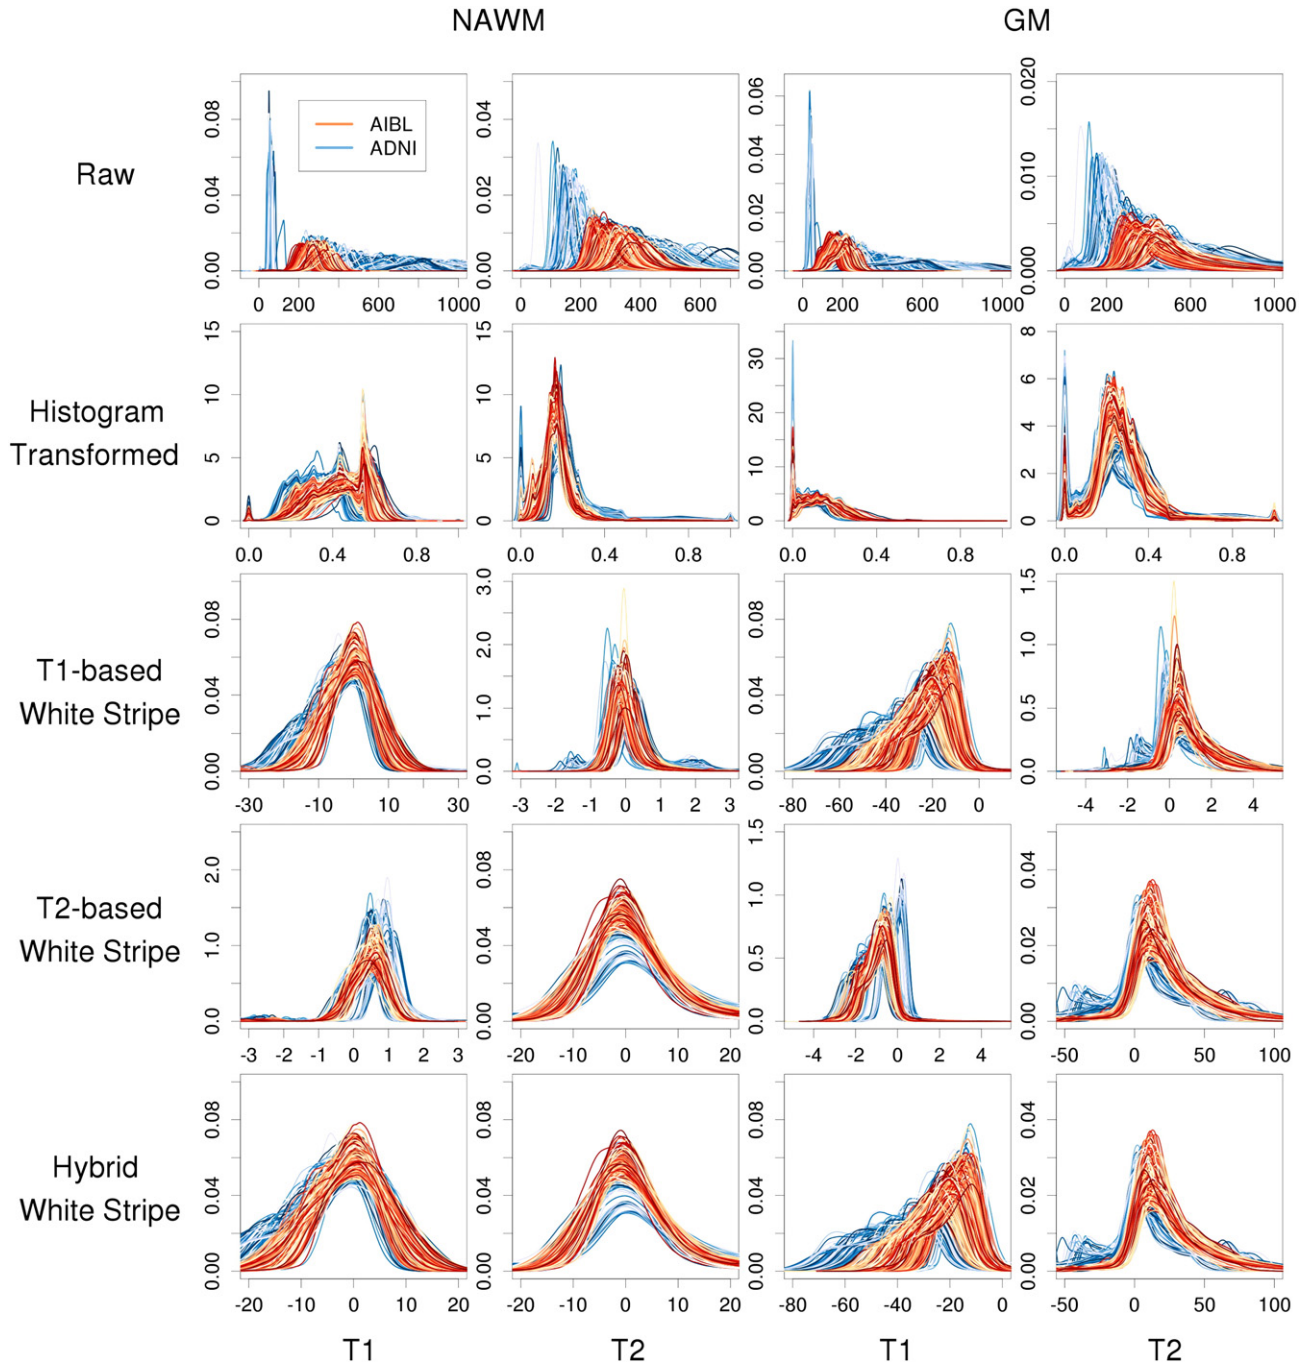 NAWM GM
Raw
0.00 0.04 0.08
AIBL
ADNI
0 200 400 600 1000
0.00 0.02 0.04
0 200 400 600
0.00 0.02 0.04 0.06
0 200 400 600 1000
0.000 0.005 0.010 0.020
0 200 400 600 1000
Histogram
Transformed
0 5 10 15
0.0 0.4 0.8
0 5 10 15
0.0 0.4 0.8
0 10 20 30
0.0 0.4 0.8
0 2 4 6 8
0.0 0.4 0.8
T1-based
White Stripe
0.00 0.04 0.08
-30 -10 0 10 30
0.0 1.0 2.0 3.0
-3 -2 -1 0 1 2 3
0.00 0.04 0.08
-80 -60 -40 -20 0
0.0 0.5 1.0 1.5
-4 -2 0 2 4
T2-based
White Stripe
0.0 1.0 2.0
-3 -2 -1 0 1 2 3
0.00 0.04 0.08
-20 -10 0 10 20
0.0 0.5 1.0 1.5
-4 -2 0 2 4
0.00 0.02 0.04
-50 0 50 100
Hybrid
White Stripe
0.00 0.04 0.08
-20 -10 0 10 20
0.00 0.04 0.08
-20 -10 0 10 20
0.00 0.04 0.08
-80 -60 -40 -20 0
0.00 0.02 0.04
-50 0 50 100
T1 T2 T1 T2